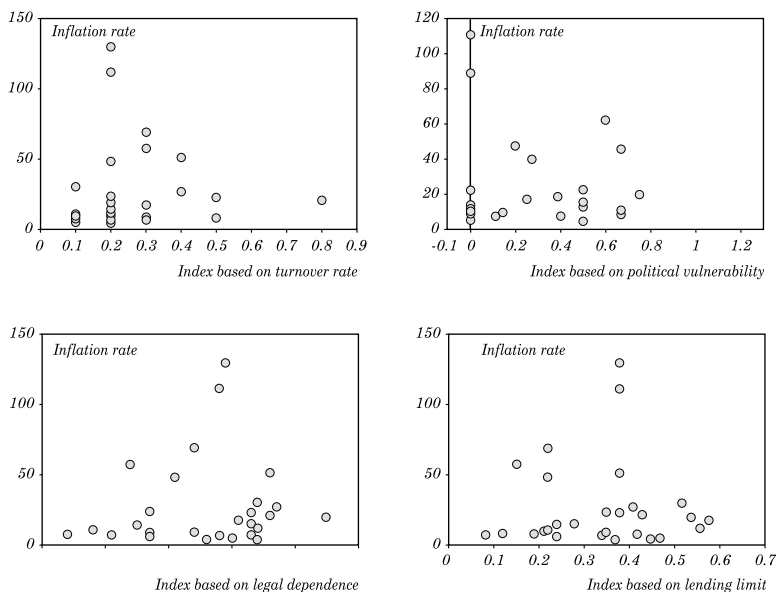 150
Inflation rate
100
50
0
0 0.1 0.2 0.3 0.4 0.5 0.6 0.7 0.8 0.9
Index based on turnover rate
120
Inflation rate
100
80
60
40
20
0
-0.1 0 0.2 0.4 0.6 0.8 1 1.2
Index based on political vulnerability
150
Inflation rate
100
50
0
Index based on legal dependence
150
Inflation rate
100
50
0
0 0.1 0.2 0.3 0.4 0.5 0.6 0.7
Index based on lending limit